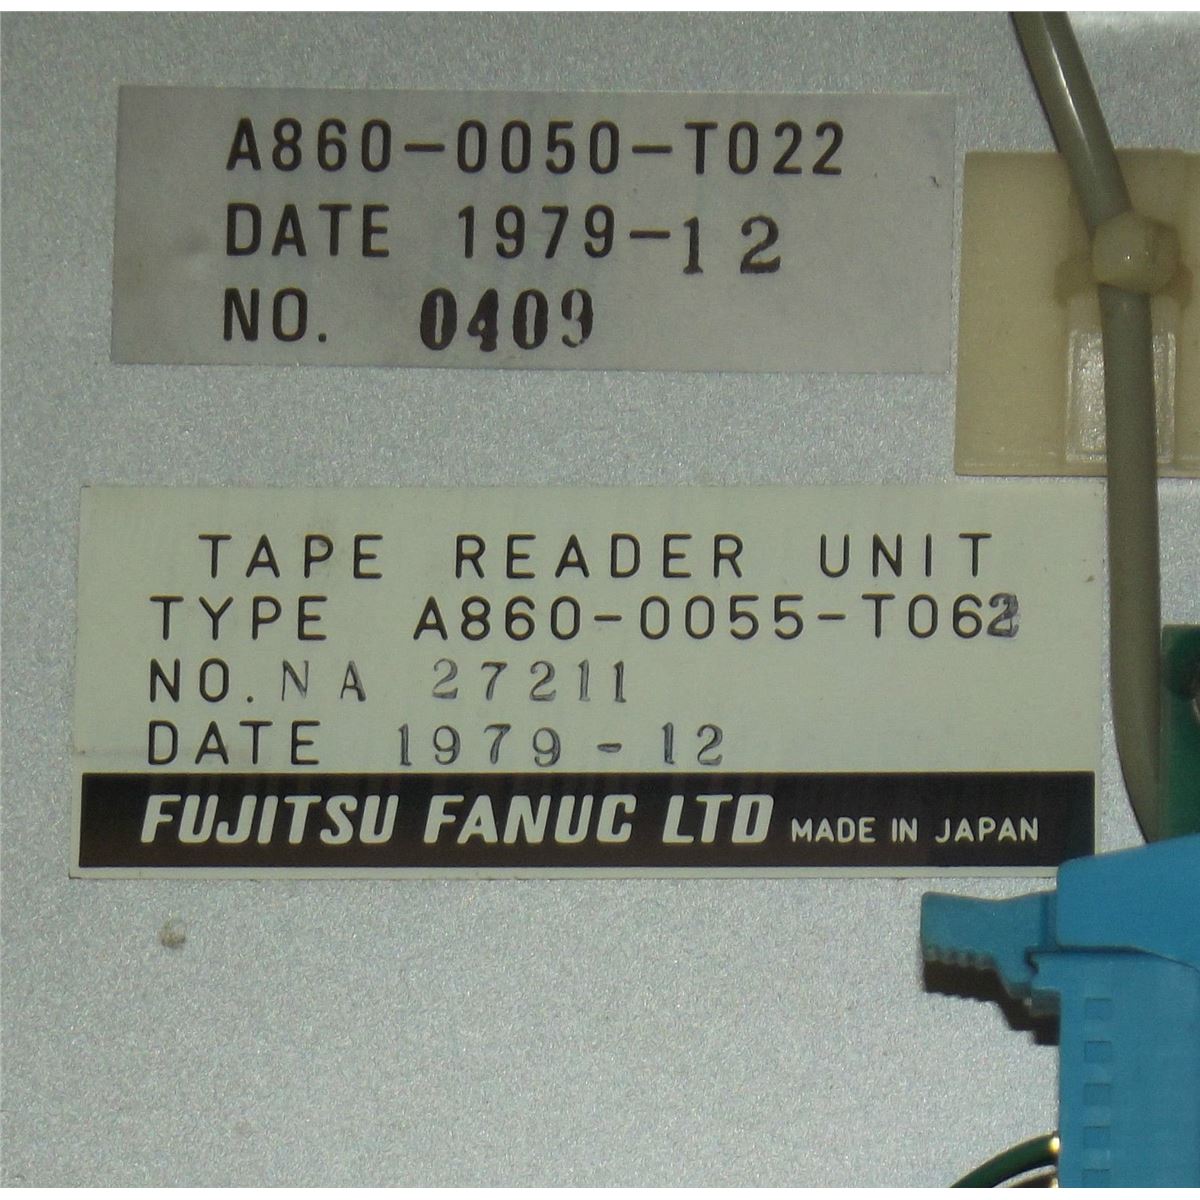 A860-0050-T022
DATE 1979-12
NO. 0409
TAPE READER UNIT
TYPE A860-0055-T062
NO. NA 27211
DATE 1979-12
FUJITSU FANUC LTD MADE IN JAPAN